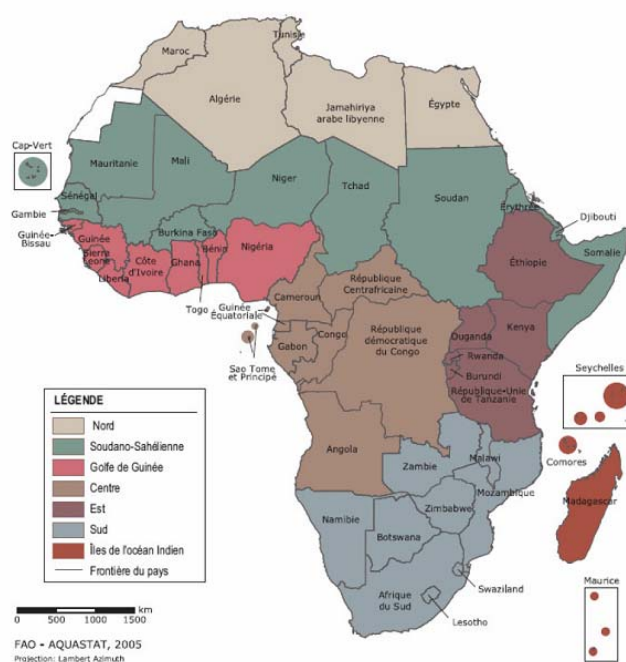 Tunisie
Maroc
Algérie
Jamahiriya
arabe libyenne
Égypte
Cap-Vert
Mauritanie
Mali
Niger
Tchad
Soudan
Érythrée
Djibouti
Sénégal
Gambie
Guinée
Bissau
Burkina Faso
Guinée
Sierra
Leone
Liberia
Côte
d'Ivoire
Ghana
Bénin
Togo
Nigéria
Somalie
Éthiopie
République
Centrafricaine
Cameroun
Guinée
Équatoriale
Gabon
Congo
République
démocratique
du Congo
Ouganda
Kenya
Rwanda
Burundi
République-Unie
de Tanzanie
Sao Tome
et Principe
Seychelles
Comores
Angola
Zambie
Malawi
Mozambique
Madagascar
Zimbabwe
Namibie
Botswana
Maurice
Swaziland
Afrique
du Sud
Lesotho
LÉGENDE
Nord
Soudano-Sahélienne
Golfe de Guinée
Centre
Est
Sud
Îles de l'océan Indien
Frontière du pays
0 500 1000 1500 km
FAO - AQUASTAT, 2005
Projection: Lambert Azimuth